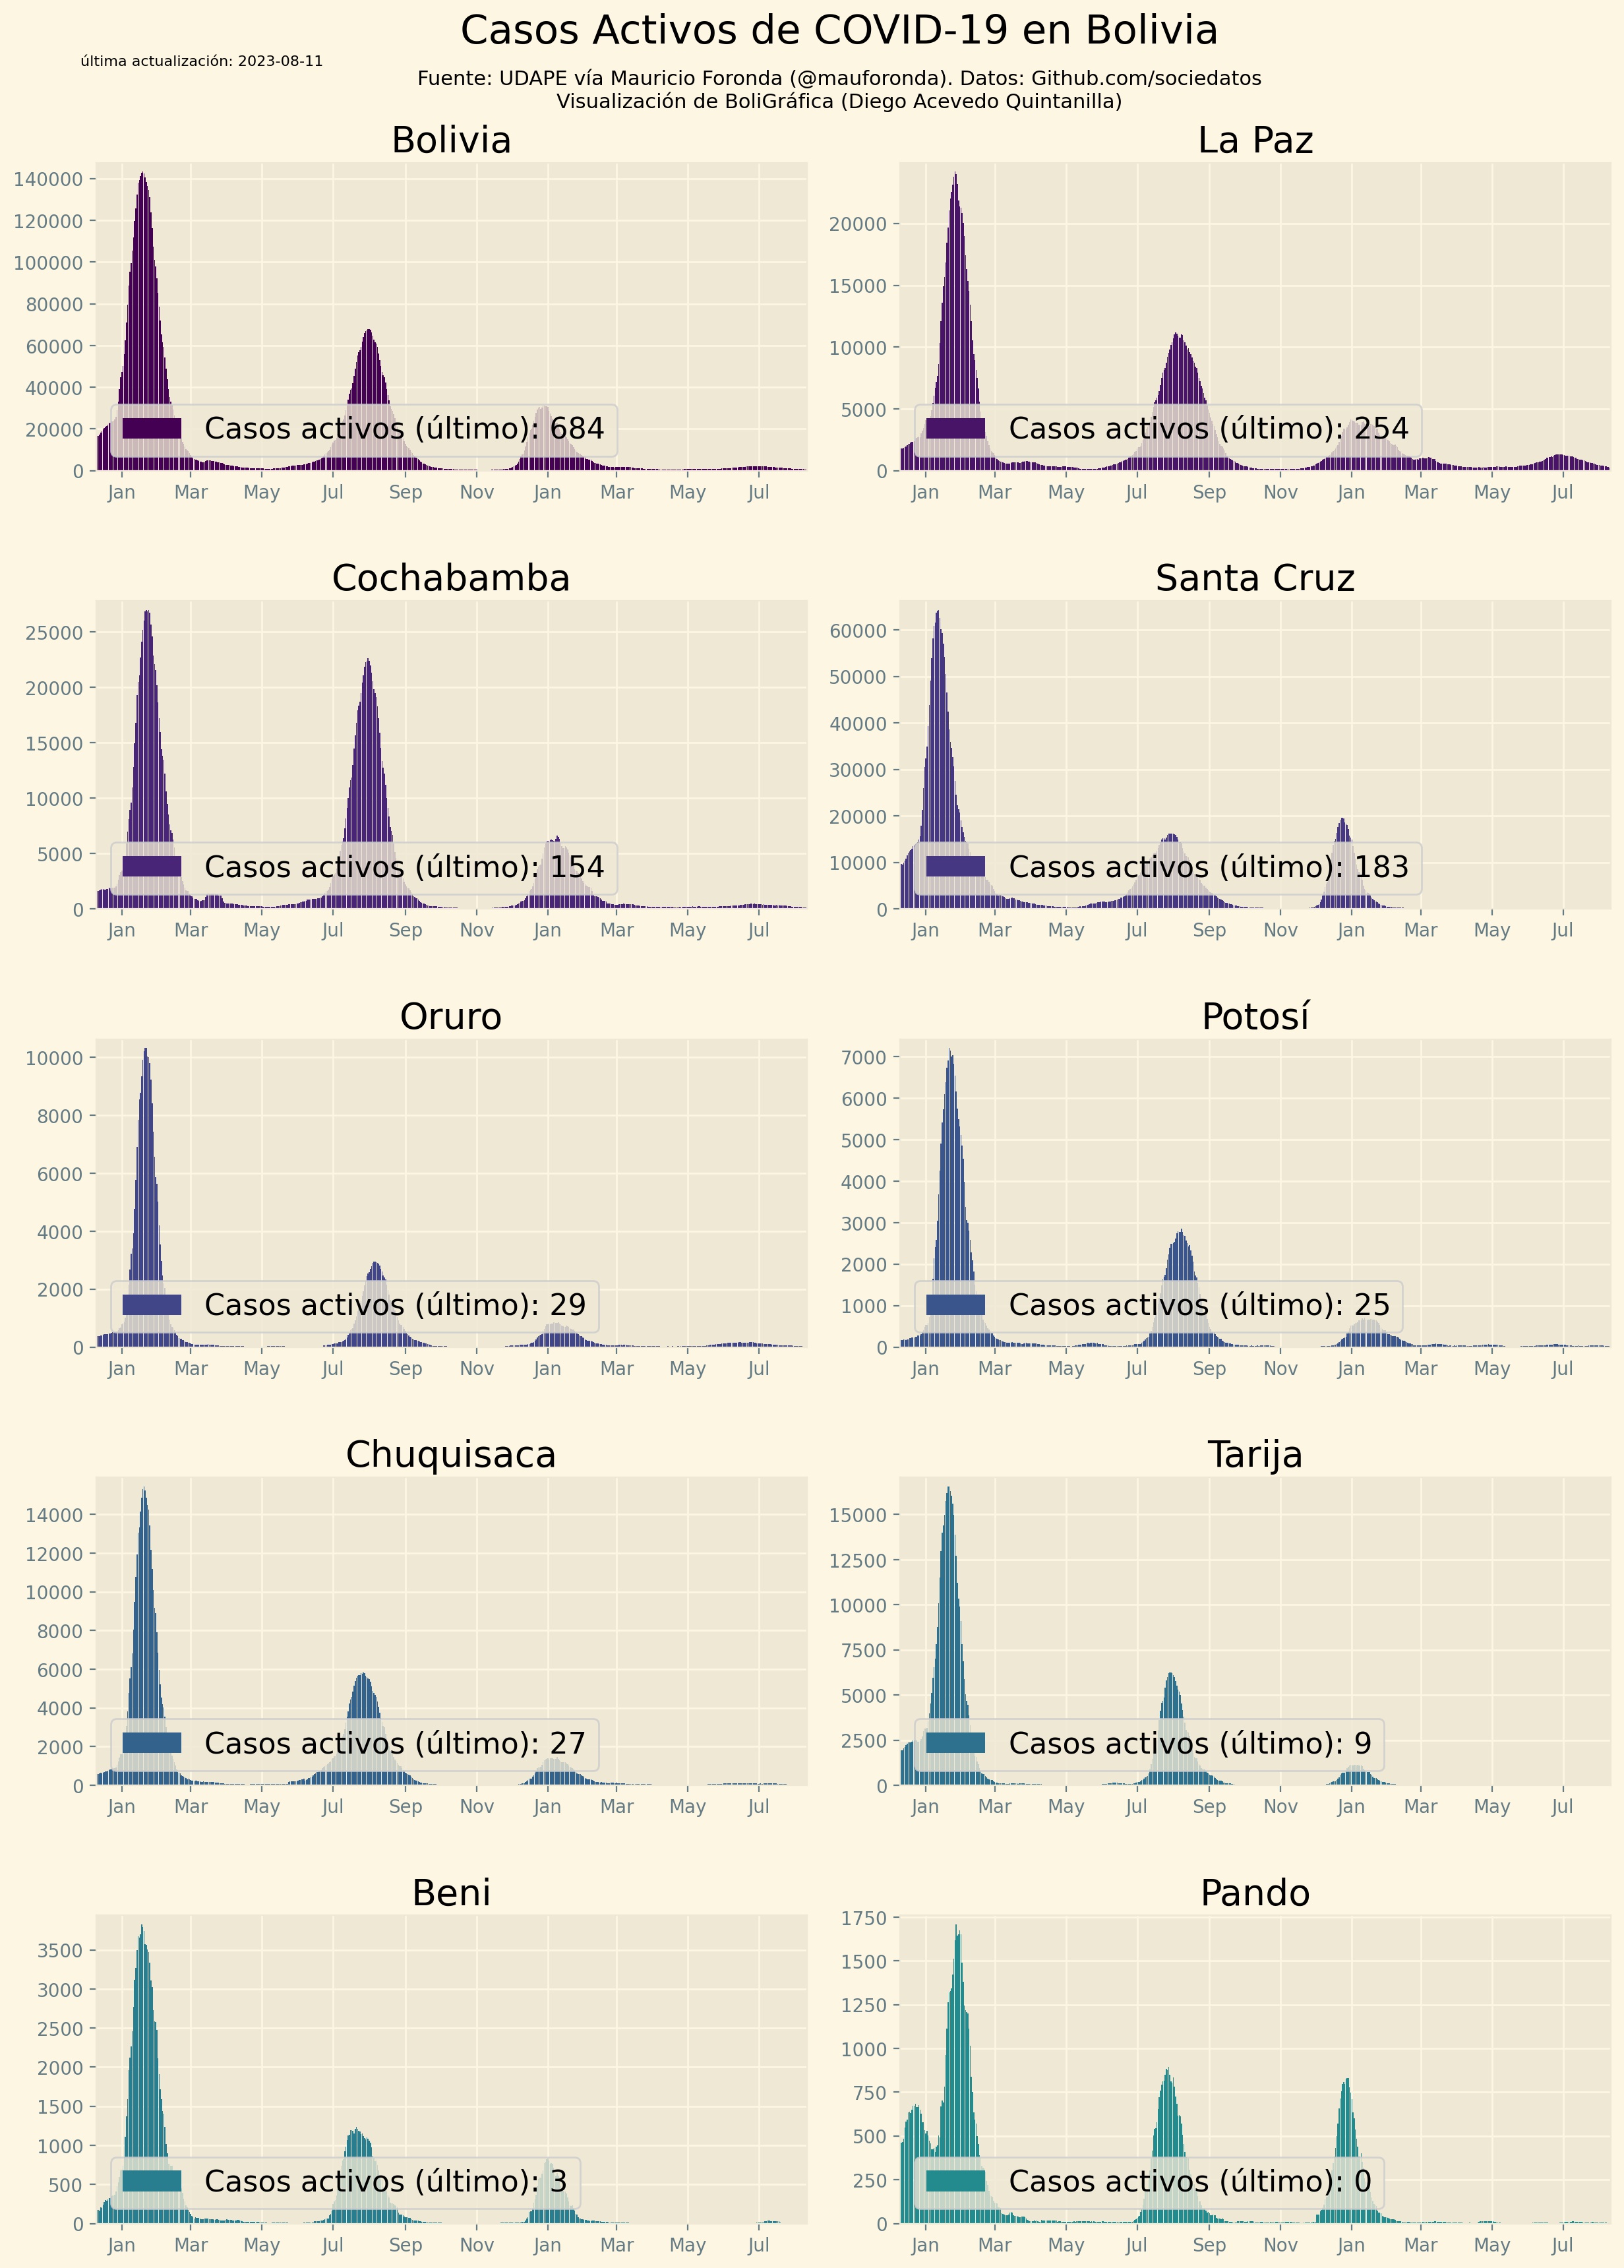 Casos Activos de COVID-19 en Bolivia
última actualización: 2023-08-11
Fuente: UDAPE vía Mauricio Foronda (@mauforonda). Datos: Github.com/sociedatos
Visualización de BoliGráfica (Diego Acevedo Quintanilla)
Bolivia
140000
120000
100000
80000
60000
40000
20000
0
Casos activos (último): 684
Jan Mar May Jul Sep Nov Jan Mar May Jul
La Paz
20000
15000
10000
5000
0
Casos activos (último): 254
Jan Mar May Jul Sep Nov Jan Mar May Jul
Cochabamba
25000
20000
15000
10000
5000
0
Casos activos (último): 154
Jan Mar May Jul Sep Nov Jan Mar May Jul
Santa Cruz
60000
50000
40000
30000
20000
10000
0
Casos activos (último): 183
Jan Mar May Jul Sep Nov Jan Mar May Jul
Oruro
10000
8000
6000
4000
2000
0
Casos activos (último): 29
Jan Mar May Jul Sep Nov Jan Mar May Jul
Potosí
7000
6000
5000
4000
3000
2000
1000
0
Casos activos (último): 25
Jan Mar May Jul Sep Nov Jan Mar May Jul
Chuquisaca
14000
12000
10000
8000
6000
4000
2000
0
Casos activos (último): 27
Jan Mar May Jul Sep Nov Jan Mar May Jul
Tarija
15000
12500
10000
7500
5000
2500
0
Casos activos (último): 9
Jan Mar May Jul Sep Nov Jan Mar May Jul
Beni
3500
3000
2500
2000
1500
1000
500
0
Casos activos (último): 3
Jan Mar May Jul Sep Nov Jan Mar May Jul
Pando
1750
1500
1250
1000
750
500
250
0
Casos activos (último): 0
Jan Mar May Jul Sep Nov Jan Mar May Jul